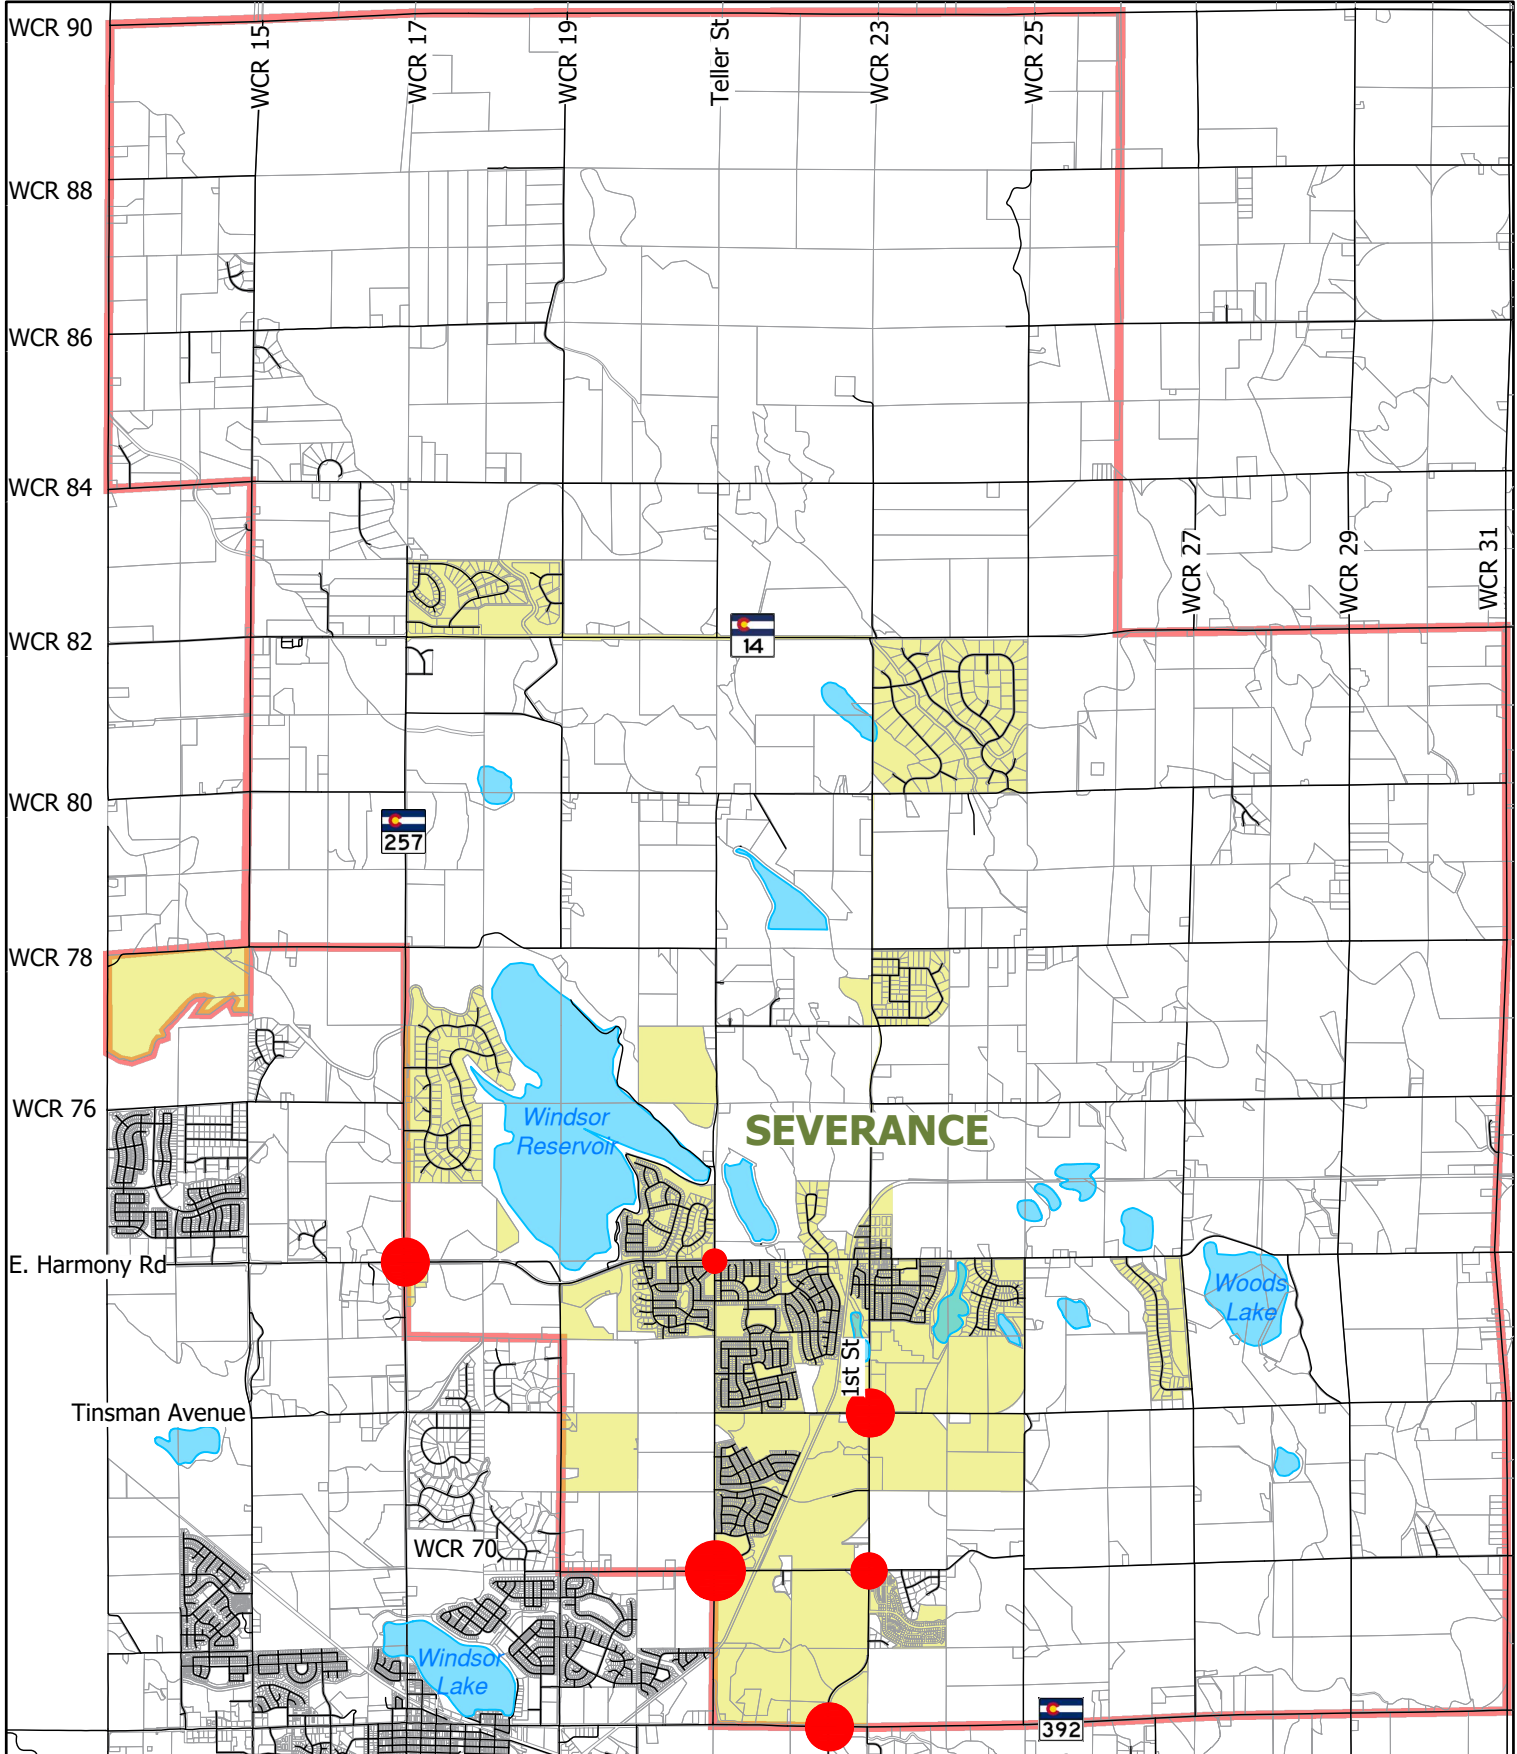 WCR 90
WCR 15
WCR 17
WCR 19
Teller St
WCR 23
WCR 25
WCR 88
WCR 86
WCR 84
WCR 27
WCR 29
WCR 31
WCR 82
14
WCR 80
257
WCR 78
WCR 76
Windsor
Reservoir
SEVERANCE
E. Harmony Rd
Woods
Lake
1st St
Tinsman Avenue
WCR 70
Windsor
Lake
392